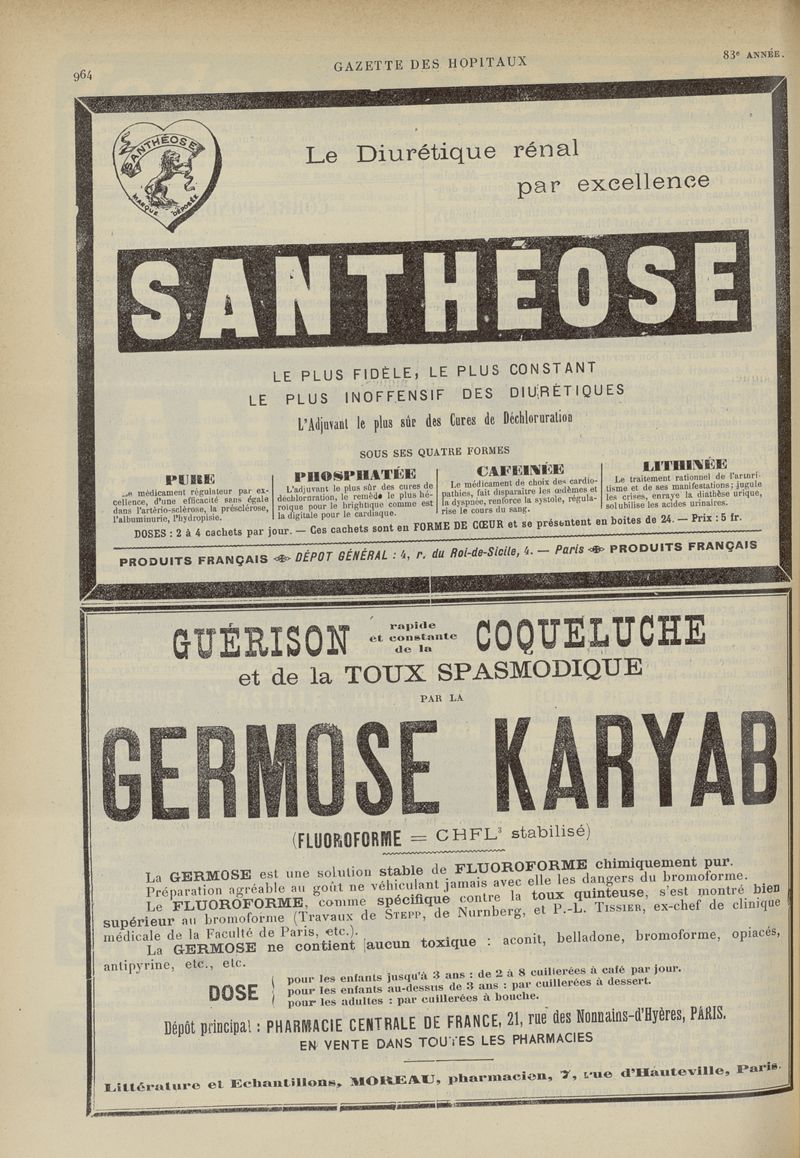 964
GAZETTE DES HOPITAUX
83e ANNÉE.
SANTHÉOSE
MARQUE DÉPOSÉE
Le Diurétique rénal
par excellence
SANTHÉOSE
LE PLUS FIDÈLE, LE PLUS CONSTANT
LE PLUS INOFFENSIF DES DIURÉTIQUES
L'Adjuvant le plus sûr des Cures de Déchloruration
SOUS SES QUATRE FORMES
PURE
médicament régulateur par ex-
cellence, d'une efficacité sans égale
dans l'artério-sclérose, la présclérose,
l'albuminurie, l'hydropisie.
PHOSPHATÉE
L'adjuvant le plus sûr des cures de
déchloruration, le remède le plus hé-
roïque pour le brightique comme est
la digitale pour le cardiaque.
CAFÉINÉE
Le médicament de choix des cardio-
pathies, fait disparaître les œdèmes et
la dyspnée, renforce la systole, régula-
rise le cours du sang.
LITHINÉE
Le traitement rationnel de l'arthri-
tisme et de ses manifestations; jugule
les crises, enraye la diathèse urique,
solubilise les acides urinaires.
DOSES : 2 à 4 cachets par jour. — Ces cachets sont en FORME DE CŒUR et se présentent en boites de 24. — Prix : 5 fr.
PRODUITS FRANÇAIS DÉPOT GÉNÉRAL : 4, r. du Roi-de-Sicile, 4. — Paris PRODUITS FRANÇAIS
GUÉRISON rapide et constante de la COQUELUCHE
et de la TOUX SPASMODIQUE
PAR LA
GERMOSE KARYAB
(FLUOROFORME = CHFL3 stabilisé)
La GERMOSE est une solution stable de FLUOROFORME chimiquement pur.
Préparation agréable au goût ne véhiculant jamais avec elle les dangers du bromoforme.
Le FLUOROFORME, comme spécifique contre la toux quinteuse, s'est montré bien
supérieur au bromoforme (Travaux de STEPP, de Nurnberg, et P.-L. TISSIER, ex-chef de clinique
médicale de la Faculté de Paris, etc.).
La GERMOSE ne contient aucun toxique : aconit, belladone, bromoforme, opiacés,
antipyrine, etc., etc.
DOSE
pour les enfants jusqu'à 3 ans : de 2 à 8 cuillerées à café par jour.
pour les enfants au-dessus de 3 ans : par cuillerées à dessert.
pour les adultes : par cuillerées à bouche.
Dépôt principal : PHARMACIE CENTRALE DE FRANCE, 21, rue des Nonnains-d'Hyères, PARIS.
EN VENTE DANS TOUTES LES PHARMACIES
Littérature et Echantillons, MOREAU, pharmacien, 7, rue d'Hauteville, Paris.